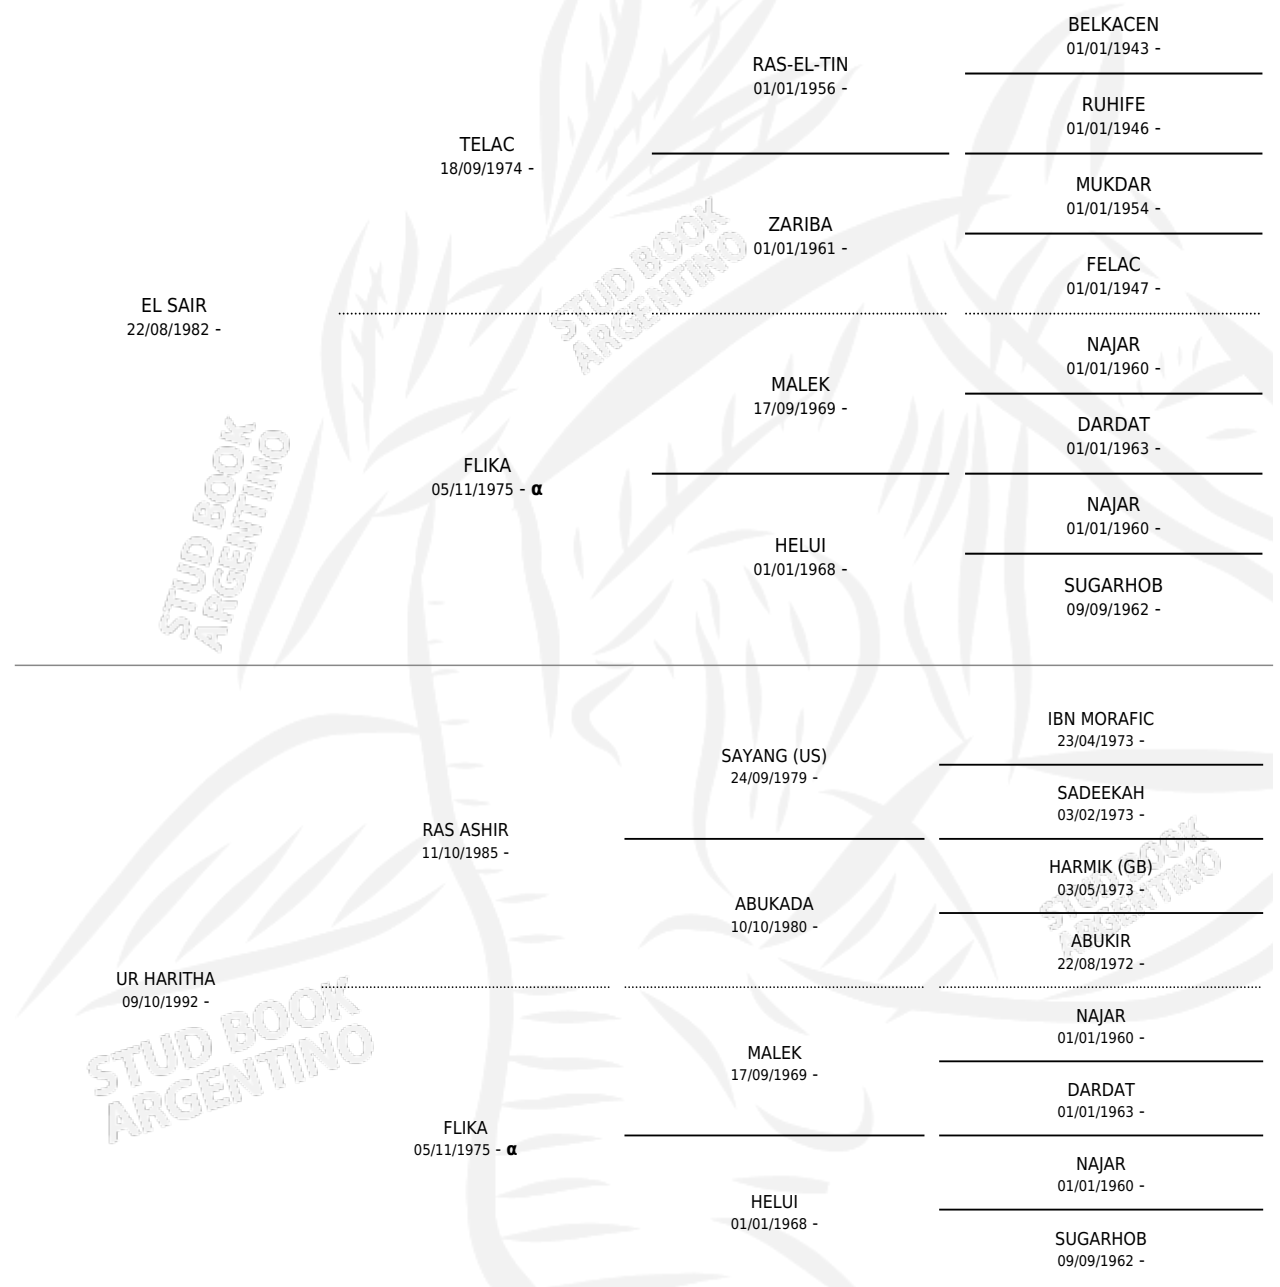 BELKACEN
01/01/1943 -
RAS-EL-TIN
01/01/1956 -
RUHIFE
01/01/1946 -
TELAC
18/09/1974 -
MUKDAR
01/01/1954 -
ZARIBA
01/01/1961 -
FELAC
01/01/1947 -
EL SAIR
22/08/1982 -
NAJAR
01/01/1960 -
MALEK
17/09/1969 -
DARDAT
01/01/1963 -
FLIKA
05/11/1975 - α
NAJAR
01/01/1960 -
HELUI
01/01/1968 -
SUGARHOB
09/09/1962 -
IBN MORAFIC
23/04/1973 -
SAYANG (US)
24/09/1979 -
SADEEKAH
03/02/1973 -
RAS ASHIR
11/10/1985 -
HARMIK (GB)
03/05/1973 -
ABUKADA
10/10/1980 -
ABUKIR
22/08/1972 -
UR HARITHA
09/10/1992 -
NAJAR
01/01/1960 -
MALEK
17/09/1969 -
DARDAT
01/01/1963 -
FLIKA
05/11/1975 - α
NAJAR
01/01/1960 -
HELUI
01/01/1968 -
SUGARHOB
09/09/1962 -
STUD BOOK
ARGENTINO
STUD BOOK
ARGENTINO
STUD BOOK
ARGENTINO
STUD BOOK
ARGENTINO